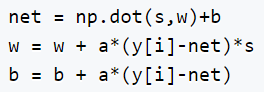 net = np.dot(s,w)+b
w = w + a*(y[i]-net)*s
b = b + a*(y[i]-net)